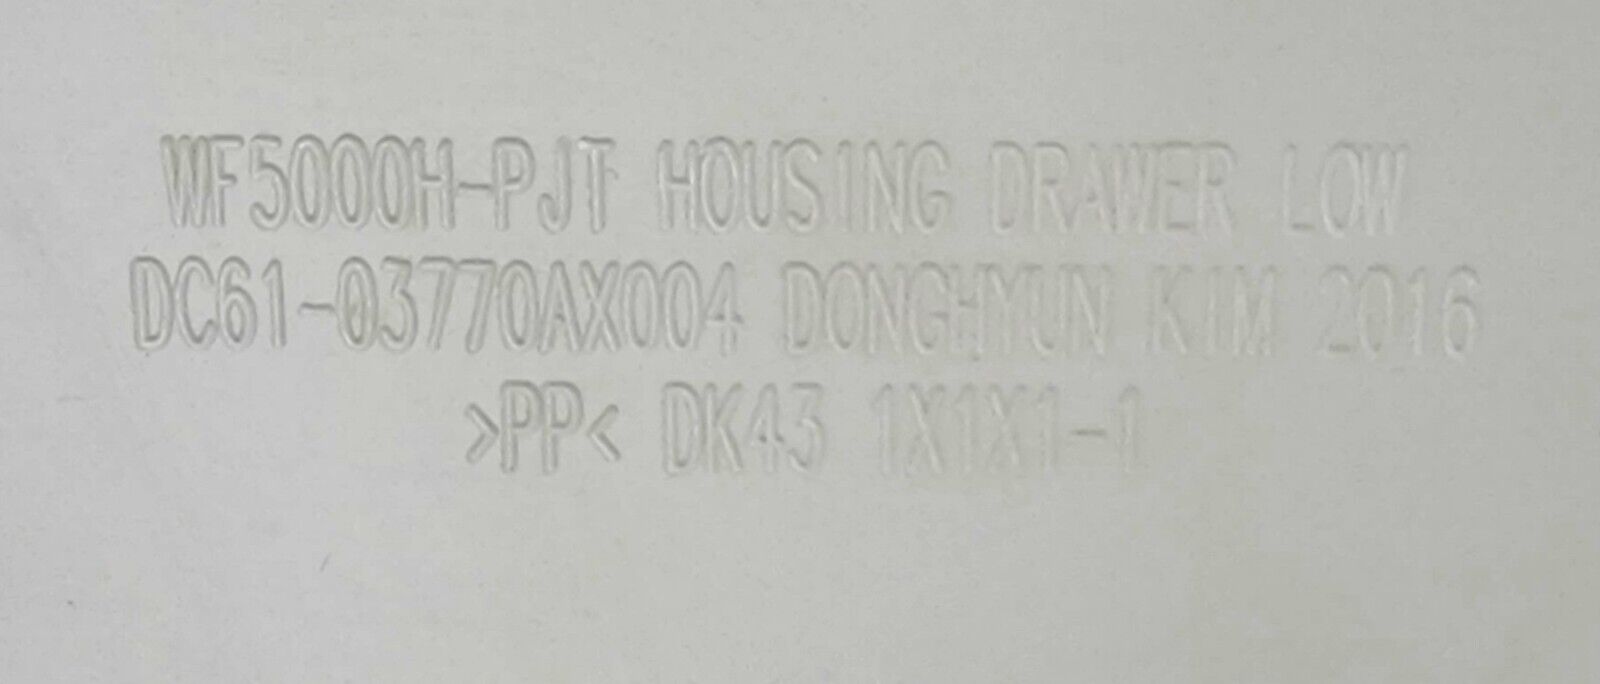 WF5000H-PJT HOUSING DRAWER LOW
DC61-03770AX004 DONGHYUN KIM 2016
>PP< DK43 1X1X1-1